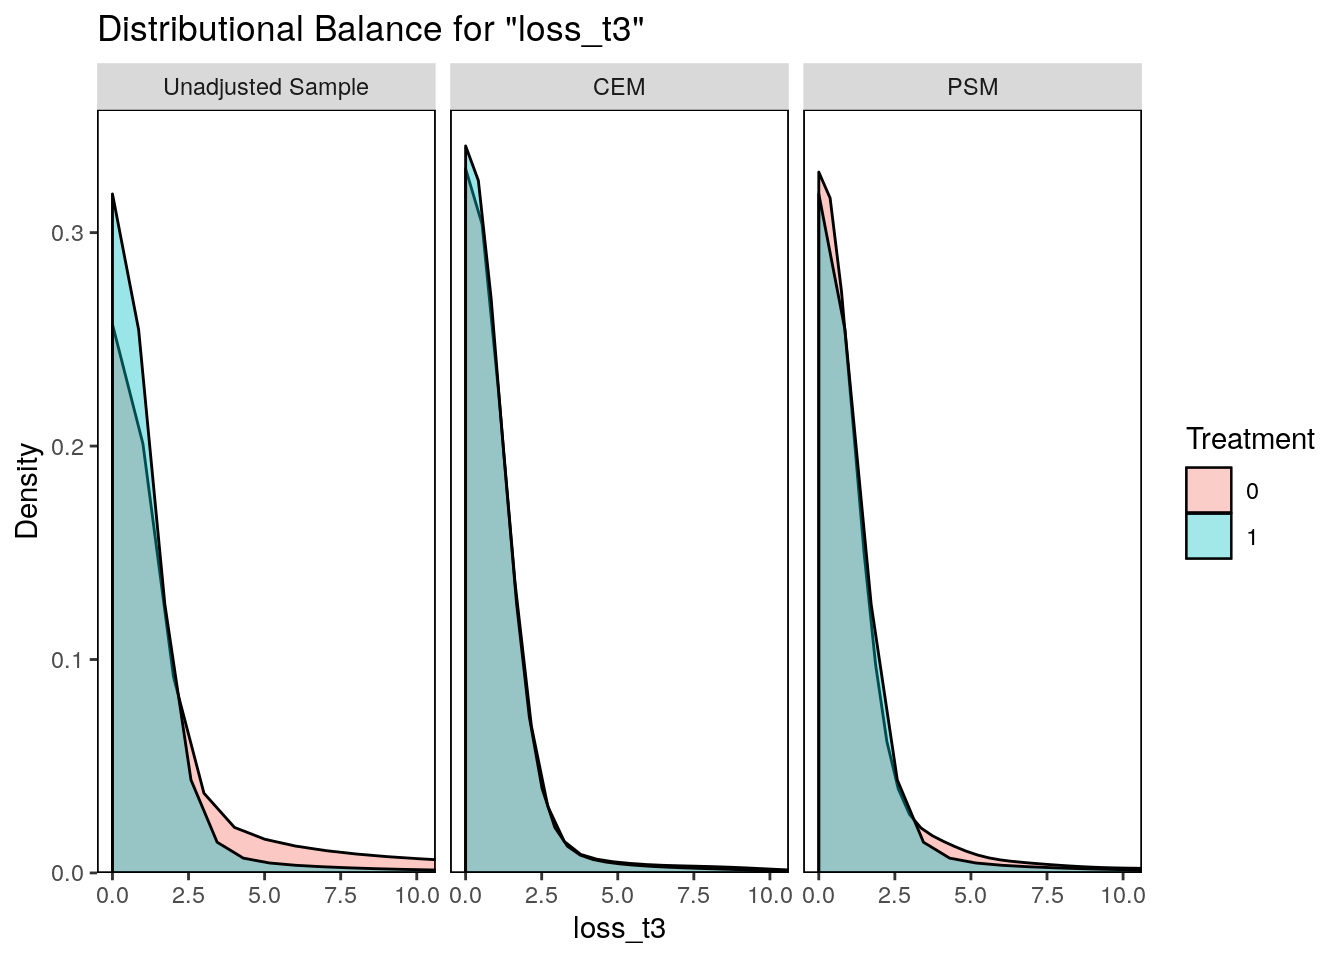 Distributional Balance for "loss_t3"
Unadjusted Sample
CEM
PSM
Density
0.3
0.2
0.1
0.0
0.0 2.5 5.0 7.5 10.0
0.0 2.5 5.0 7.5 10.0
0.0 2.5 5.0 7.5 10.0
loss_t3
Treatment
0
1